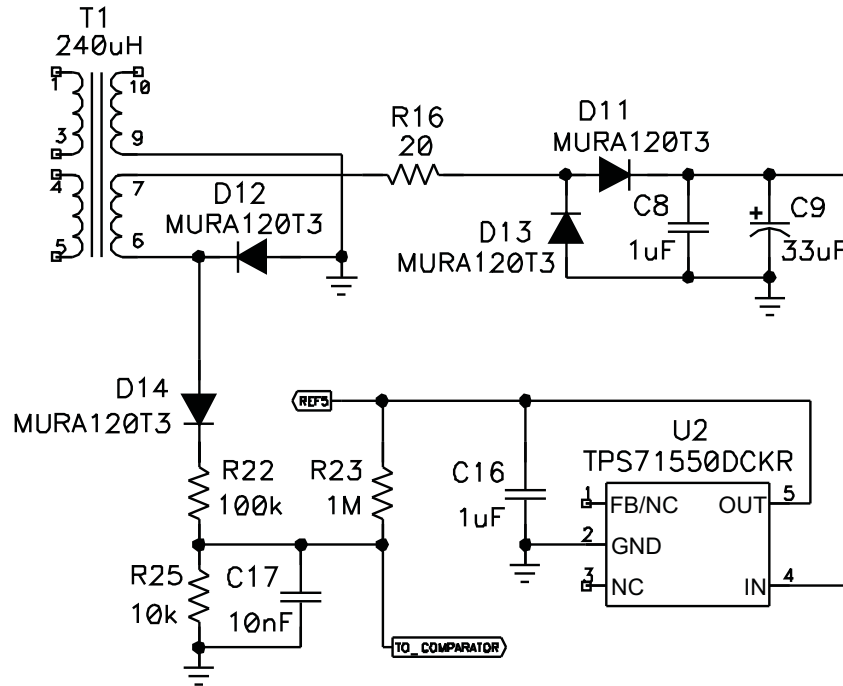 T1
240uH
1
10
3
9
4
7
5
6
R16
20
D11
MURA120T3
D12
MURA120T3
D13
MURA120T3
C8
1uF
+
C9
33uF
D14
MURA120T3
REF5
R22
100k
R23
1M
C16
1uF
U2
TPS71550DCKR
1
FB/NC
OUT
5
2
GND
3
NC
IN
4
R25
10k
C17
10nF
TO_COMPARATOR